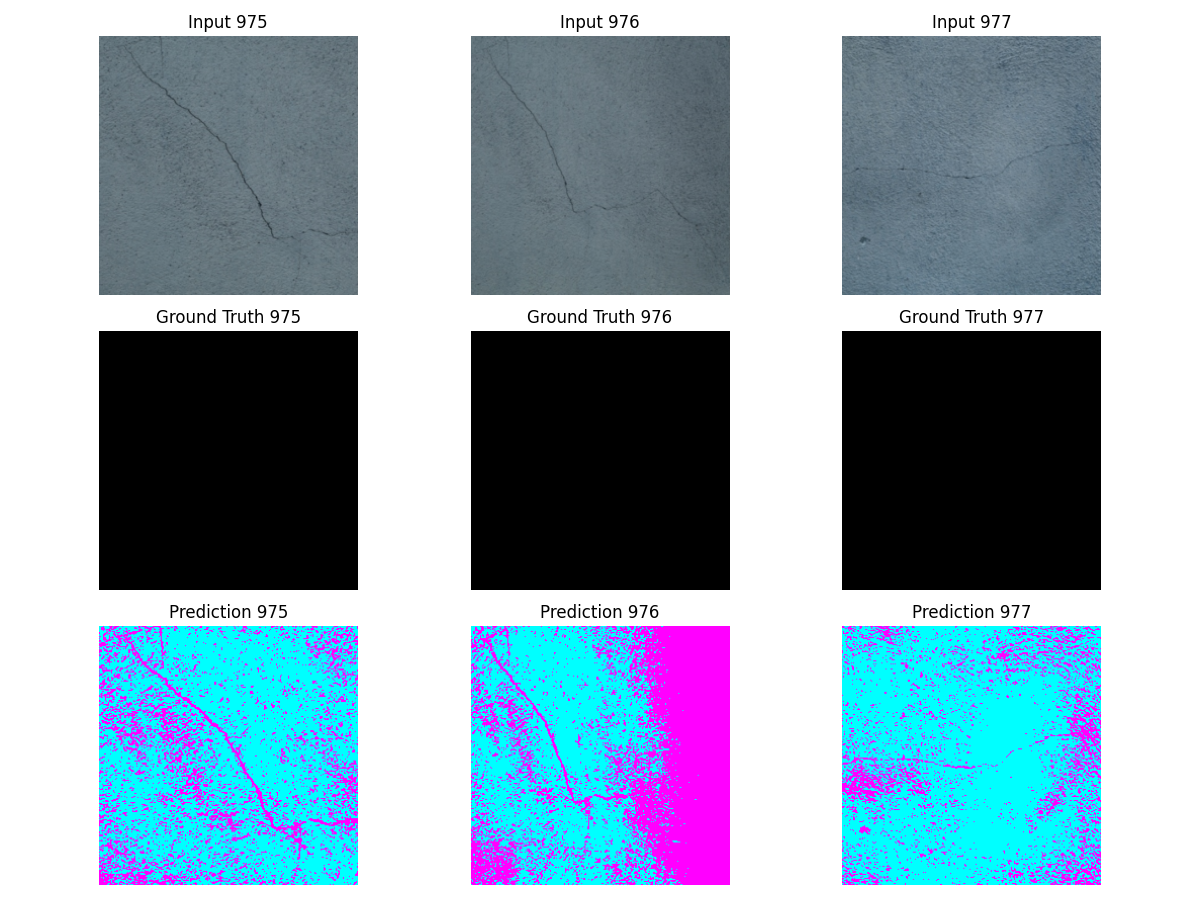 Input 975
Input 976
Input 977
Ground Truth 975
Ground Truth 976
Ground Truth 977
Prediction 975
Prediction 976
Prediction 977